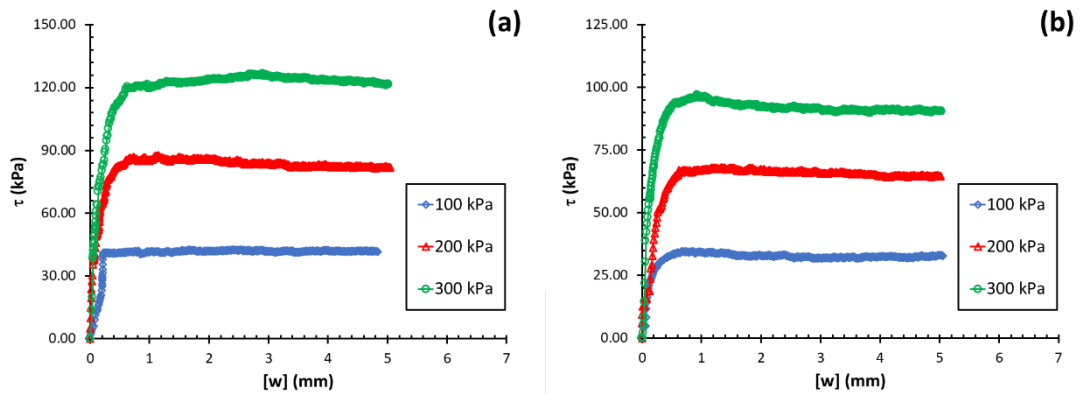 (a)
150.00
120.00
90.00
60.00
30.00
0.00
τ (kPa)
0 1 2 3 4 5 6 7
[w] (mm)
100 kPa
200 kPa
300 kPa
(b)
125.00
100.00
75.00
50.00
25.00
0.00
τ (kPa)
0 1 2 3 4 5 6 7
[w] (mm)
100 kPa
200 kPa
300 kPa